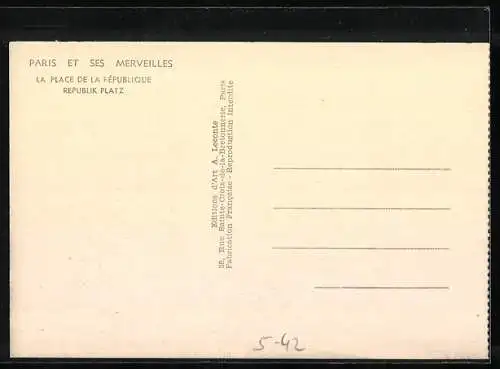 PARIS ET SES MERVEILLES
LA PLACE DE LA RÉPUBLIQUE
REPUBLIK PLATZ
Editions d'Art A. Leconte
38, Rue Sainte-Croix-de-la-Bretonnerie, Paris
Fabrication Française - Reproduction Interdite
5-42